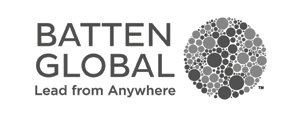 BATTEN
GLOBAL
Lead from Anywhere
™